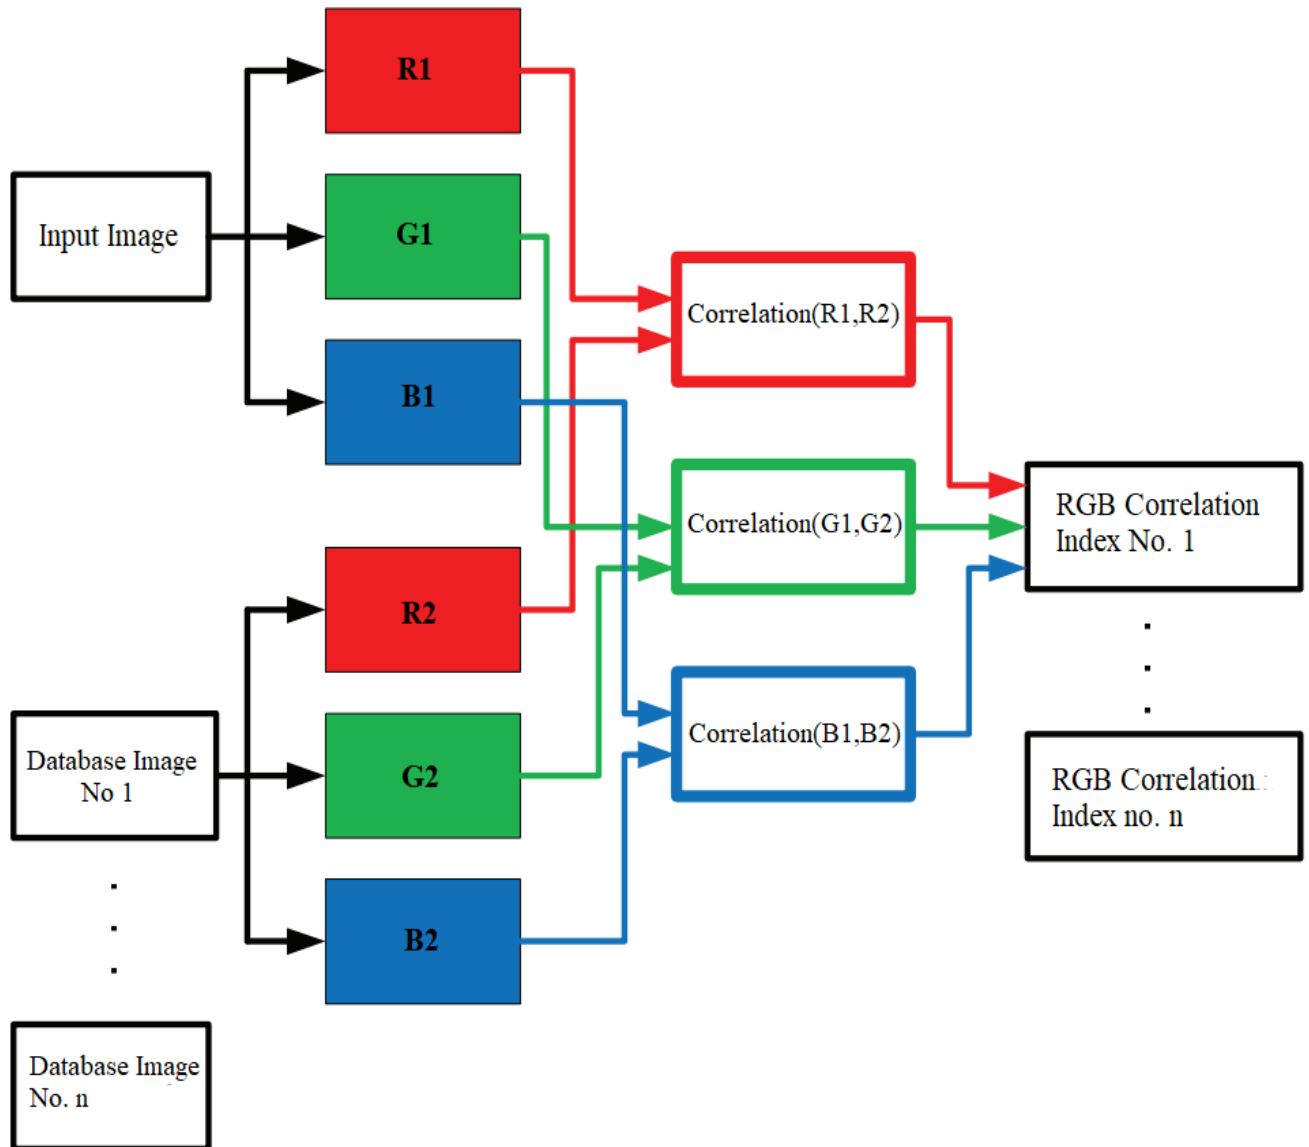 R1
Input Image
G1
B1
Correlation(R1,R2)
Correlation(G1,G2)
Correlation(B1,B2)
RGB Correlation
Index No. 1
RGB Correlation
Index no. n
R2
Database Image
No 1
G2
B2
Database Image
No. n